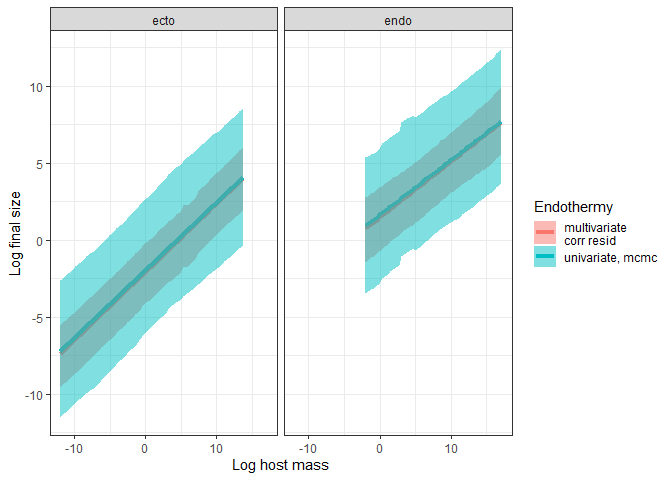 ecto
endo
10
5
0
-5
-10
Log final size
-10
0
10
-10
0
10
Log host mass
Endothermy
multivariate
corr resid
univariate, mcmc